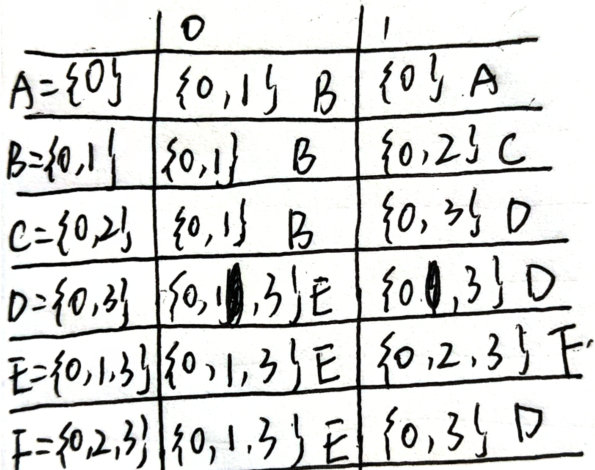 0 1
A={0} {0,1} B {0} A
B={0,1} {0,1} B {0,2} C
C={0,2} {0,1} B {0,3} D
D={0,3} {0,1,3} E {0,3} D
E={0,1,3} {0,1,3} E {0,2,3} F
F={0,2,3} {0,1,3} E {0,3} D